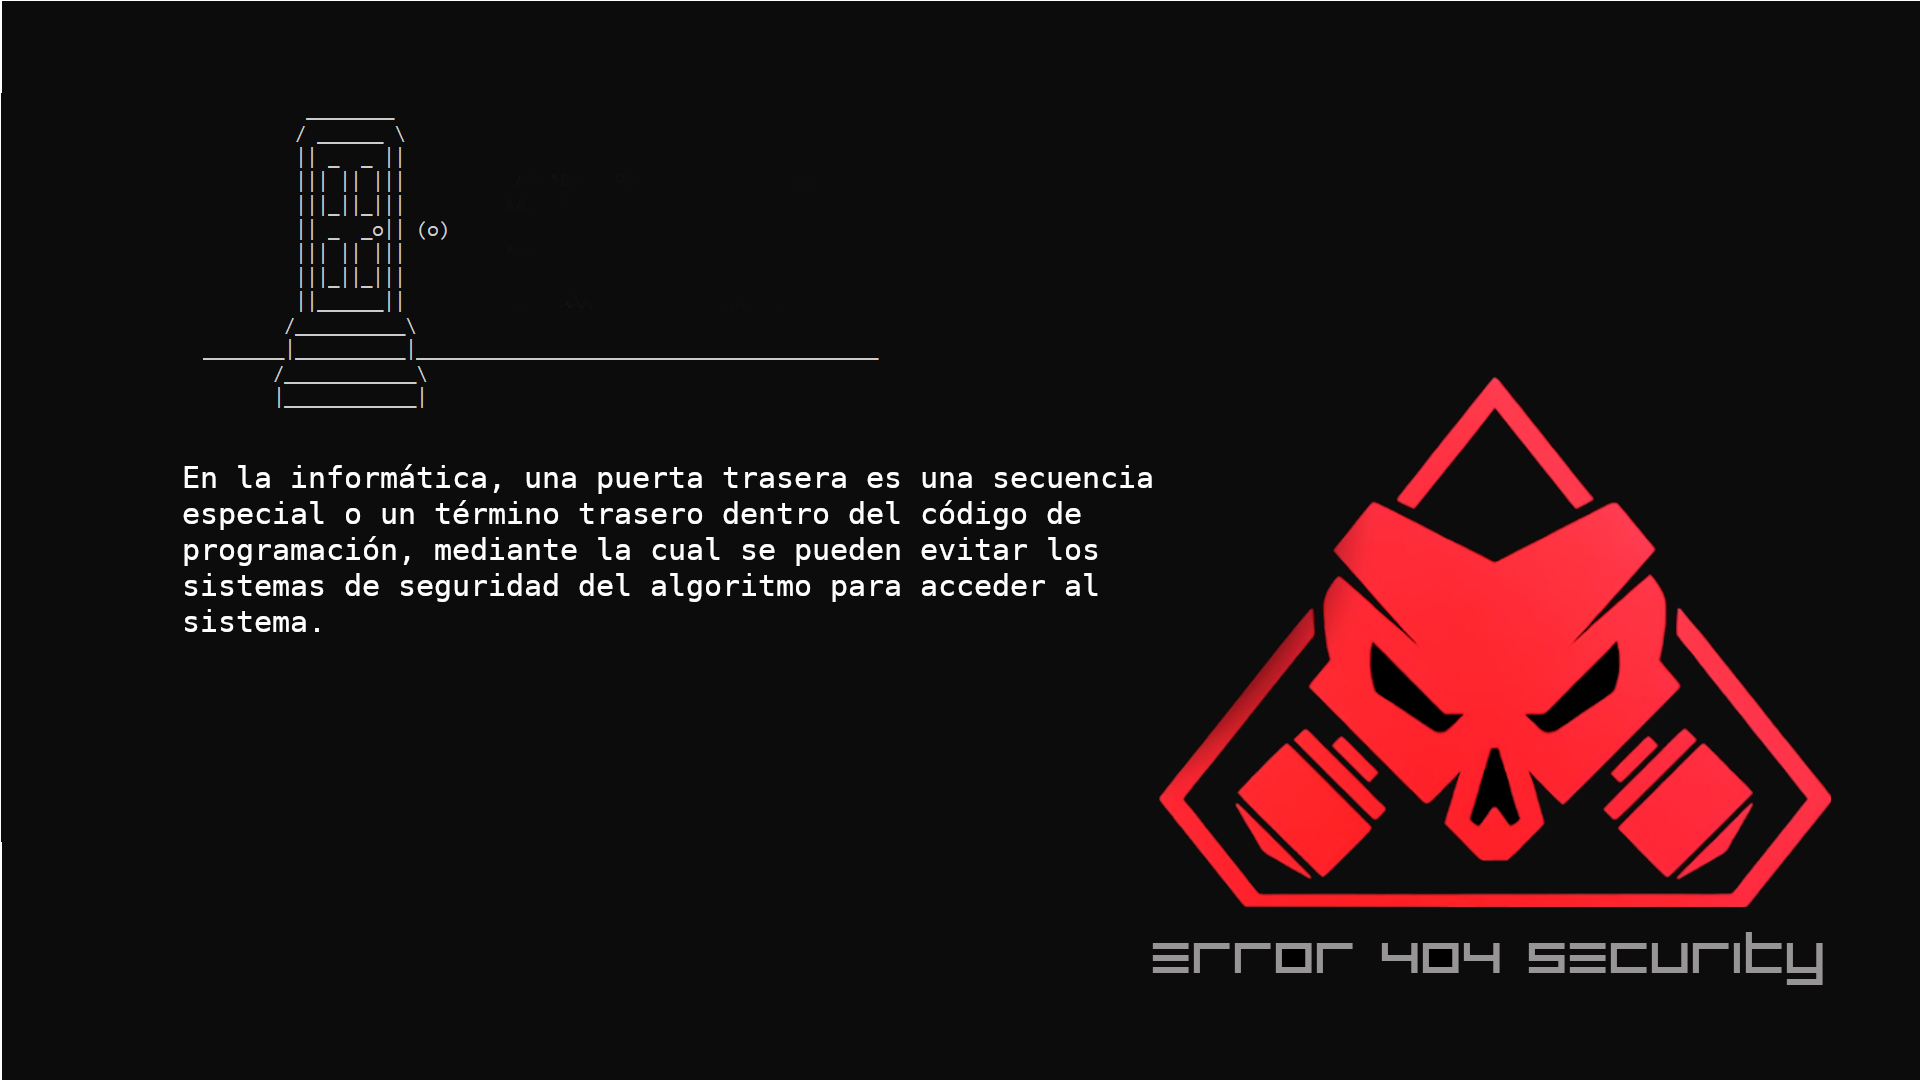 En la informática, una puerta trasera es una secuencia
especial o un término trasero dentro del código de
programación, mediante la cual se pueden evitar los
sistemas de seguridad del algoritmo para acceder al
sistema.
Error 404 Security